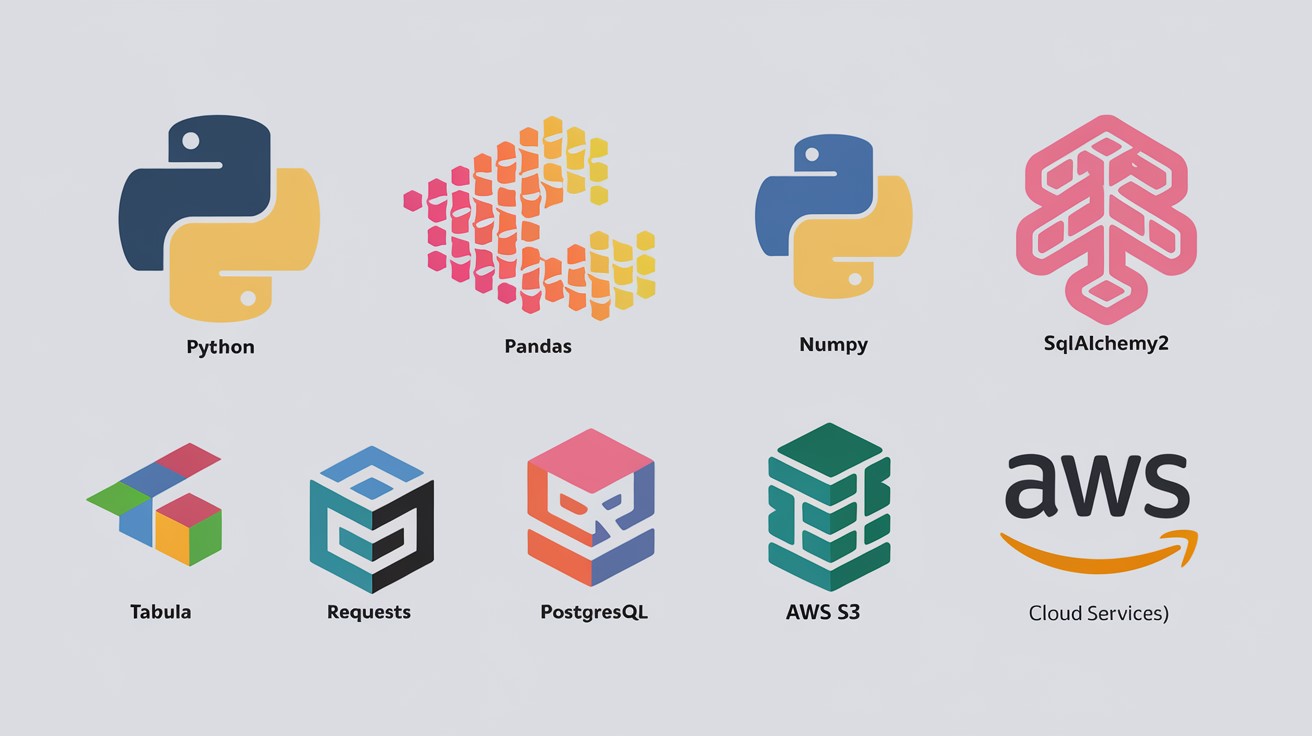 Python
Pandas
Numpy
SqlAlchemy2
Tabula
Requests
PostgresQL
AWS S3
aws
Cloud Services)